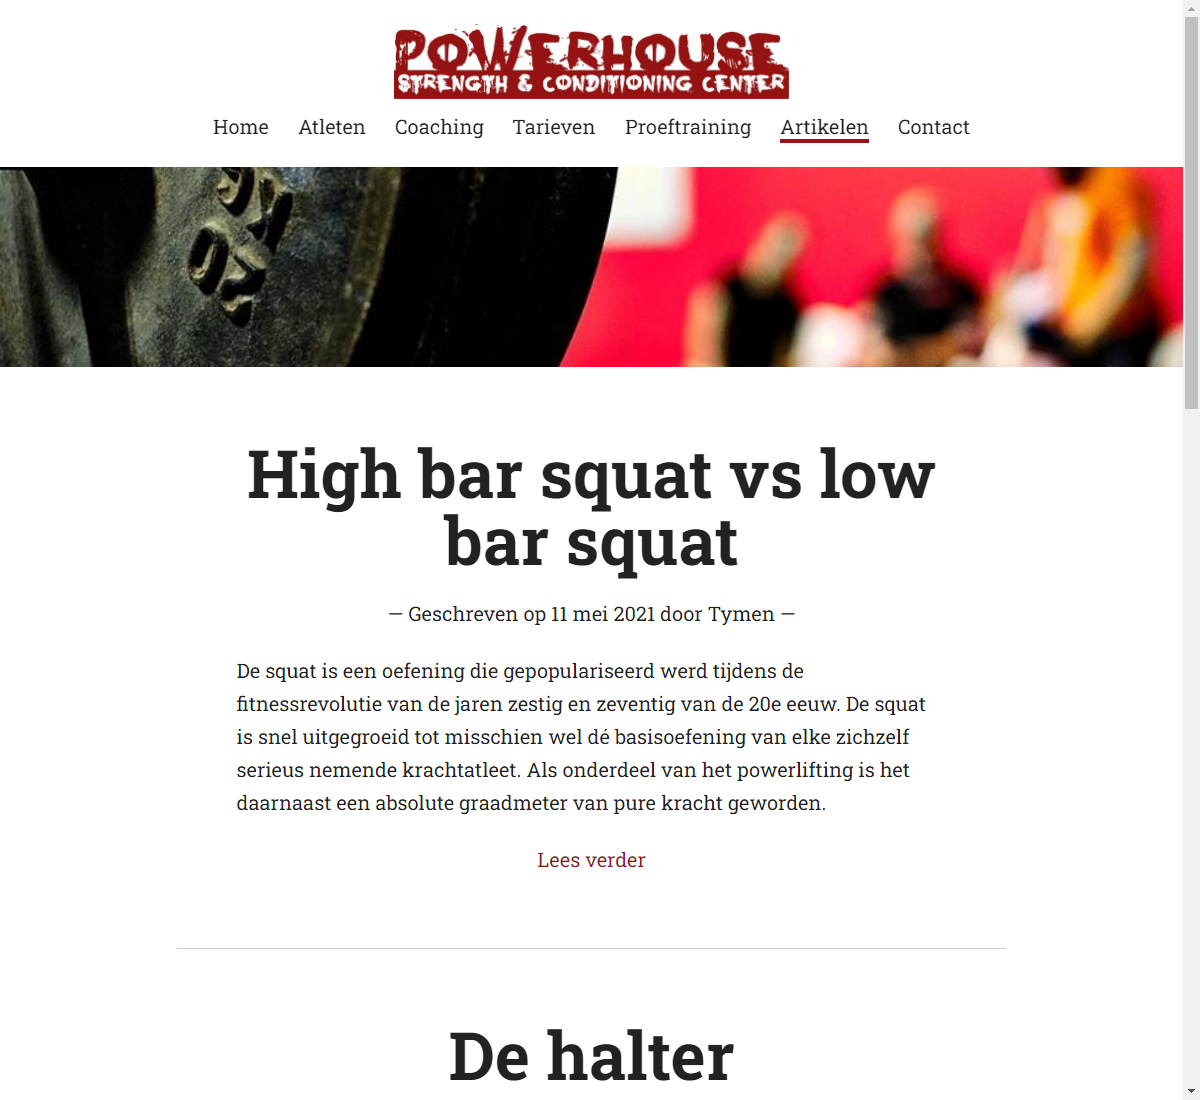 POWERHOUSE
STRENGTH & CONDITIONING CENTER
Home Atleten Coaching Tarieven Proeftraining Artikelen Contact
High bar squat vs low
bar squat
— Geschreven op 11 mei 2021 door Tymen —
De squat is een oefening die gepopulariseerd werd tijdens de
fitnessrevolutie van de jaren zestig en zeventig van de 20e eeuw. De squat
is snel uitgegroeid tot misschien wel dé basisoefening van elke zichzelf
serieus nemende krachtatleet. Als onderdeel van het powerlifting is het
daarnaast een absolute graadmeter van pure kracht geworden.
Lees verder
De halter